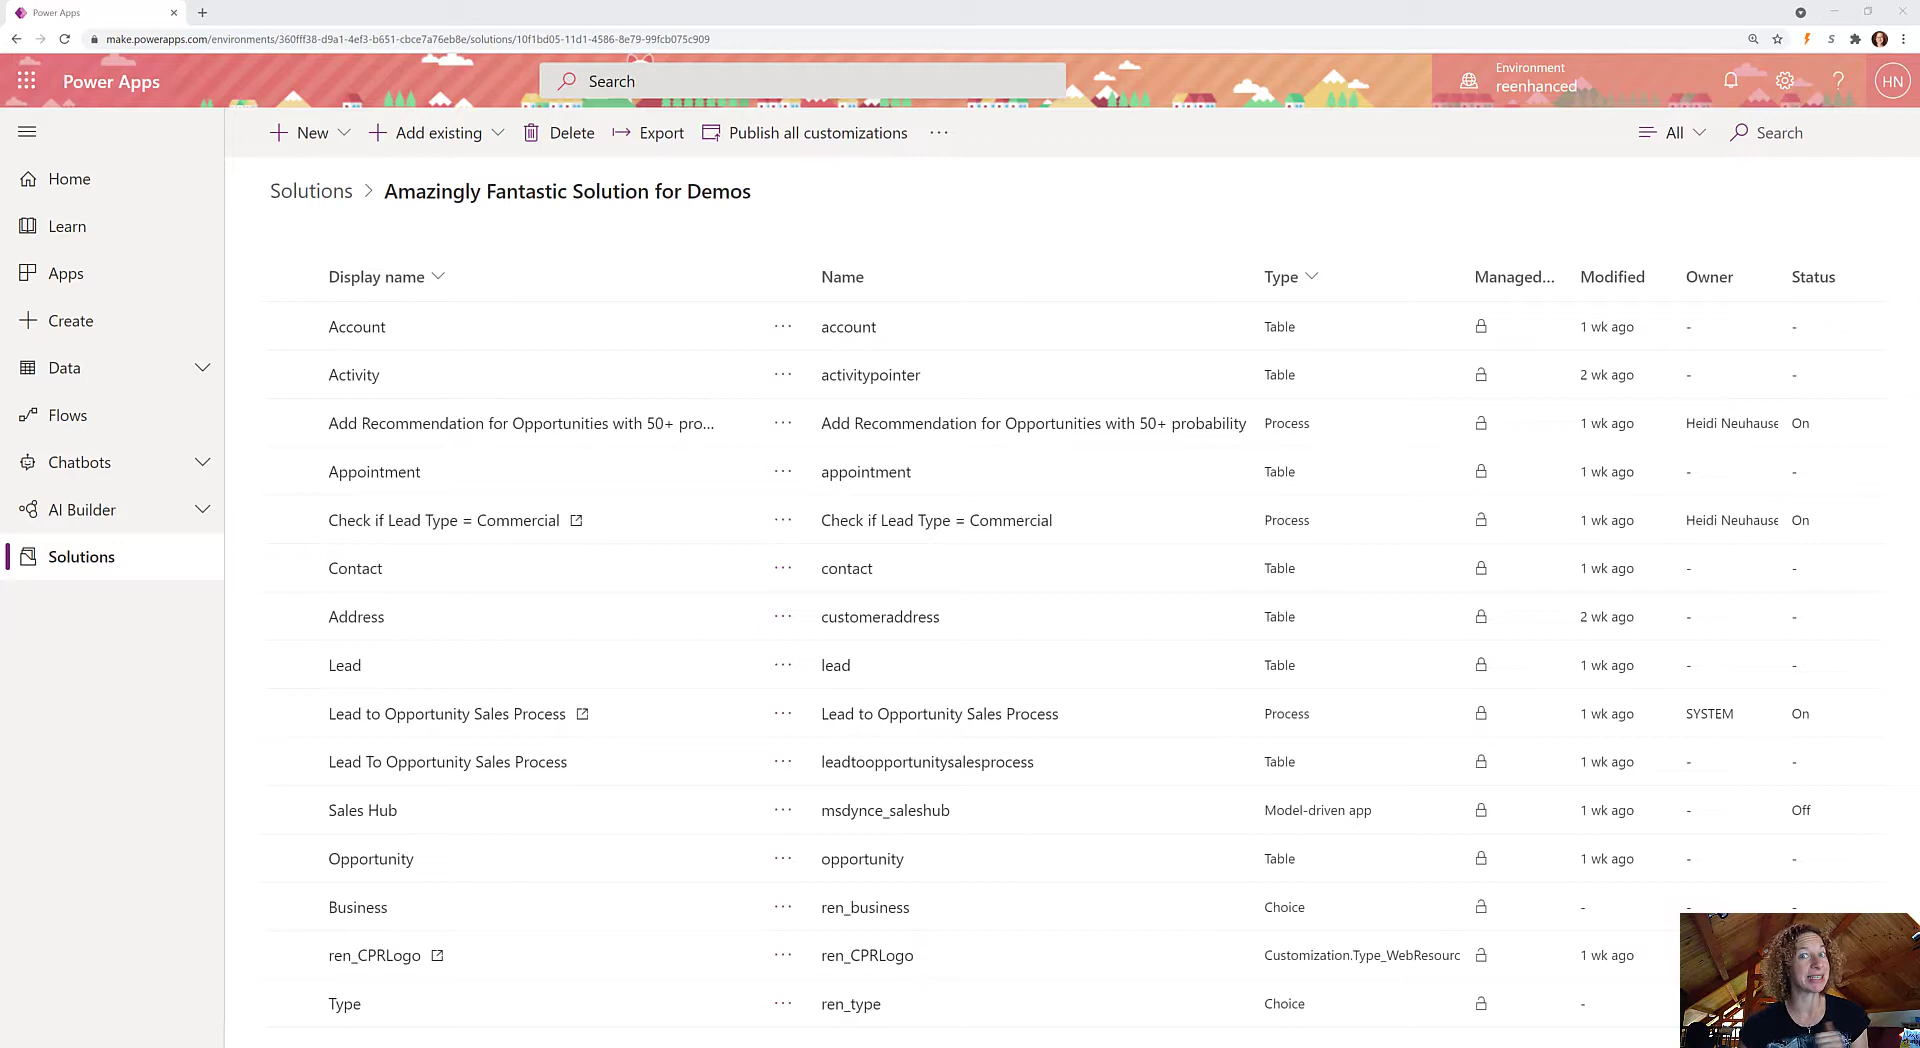 Power Apps
make.powerapps.com/environments/360fff38-d9a1-4ef3-b651-cbce7a76eb8e/solutions/10f1bd05-11d1-4586-8e79-99fcb075c909
Power Apps
Search
Environment
reenhanced
HN
New
Add existing
Delete
Export
Publish all customizations
All
Search
Home
Learn
Apps
Create
Data
Flows
Chatbots
AI Builder
Solutions
Solutions > Amazingly Fantastic Solution for Demos
Display name Name Type Managed... Modified Owner Status
Account ··· account Table 1 wk ago - -
Activity ··· activitypointer Table 2 wk ago - -
Add Recommendation for Opportunities with 50+ pro... ··· Add Recommendation for Opportunities with 50+ probability Process 1 wk ago Heidi Neuhause On
Appointment ··· appointment Table 1 wk ago - -
Check if Lead Type = Commercial ··· Check if Lead Type = Commercial Process 1 wk ago Heidi Neuhause On
Contact ··· contact Table 1 wk ago - -
Address ··· customeraddress Table 2 wk ago - -
Lead ··· lead Table 1 wk ago - -
Lead to Opportunity Sales Process ··· Lead to Opportunity Sales Process Process 1 wk ago SYSTEM On
Lead To Opportunity Sales Process ··· leadtoopportunitysalesprocess Table 1 wk ago - -
Sales Hub ··· msdynce_saleshub Model-driven app 1 wk ago - Off
Opportunity ··· opportunity Table 1 wk ago - -
Business ··· ren_business Choice - - -
ren_CPRLogo ··· ren_CPRLogo Customization.Type_WebResourc 1 wk ago
Type ··· ren_type Choice -